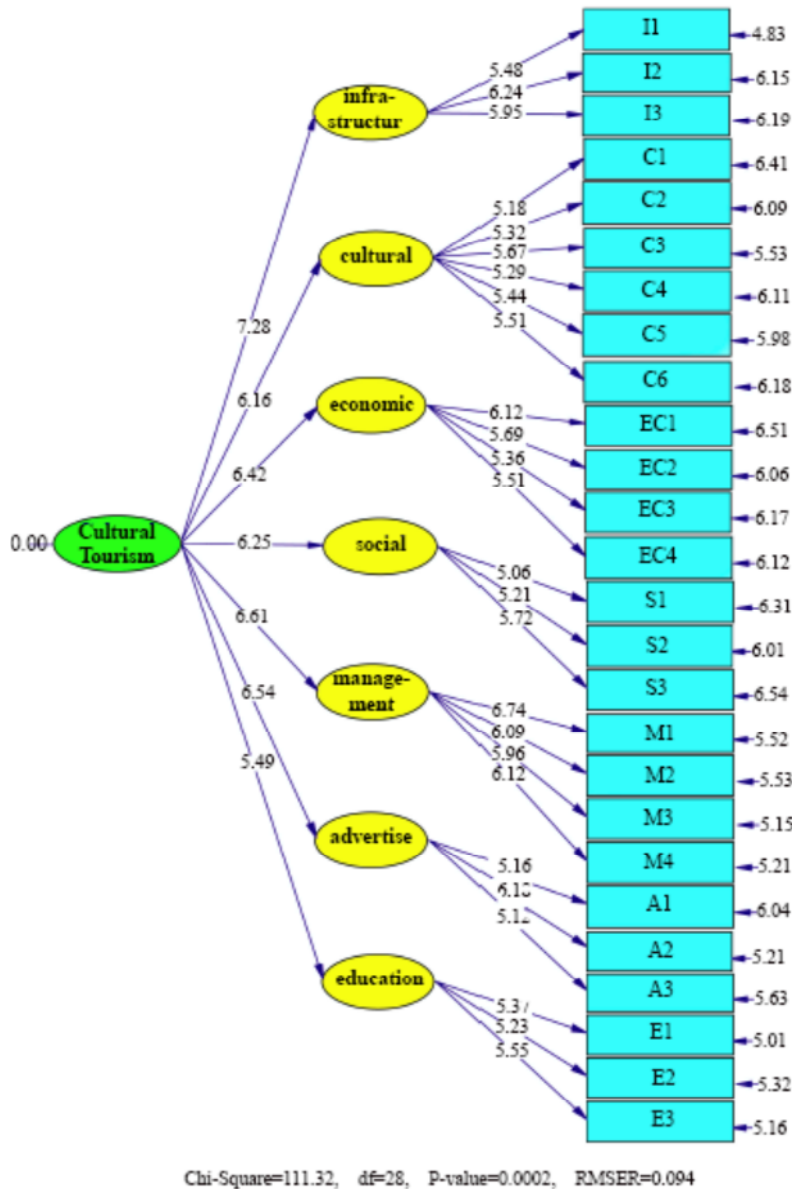 I1
4.83
5.48
I2
6.15
6.24
infra-
structur
5.95
I3
6.19
C1
6.41
5.18
C2
6.09
5.32
cultural
5.67
C3
5.53
5.29
C4
6.11
5.44
C5
5.98
5.51
C6
6.18
7.28
6.16
economic
6.12
EC1
6.51
5.69
EC2
6.06
5.36
EC3
6.17
5.51
EC4
6.12
6.42
0.00
Cultural
Tourism
6.25
social
5.06
S1
6.31
5.21
S2
6.01
5.72
S3
6.54
6.61
manage-
ment
6.74
M1
5.52
6.09
M2
5.53
5.96
M3
5.15
6.12
M4
5.21
6.54
5.49
advertise
5.16
A1
6.04
A2
5.21
A3
5.63
education
E1
5.01
5.23
E2
5.32
5.55
E3
5.16
Chi-Square=111.32, df=28, P-value=0.0002, RMSER=0.094